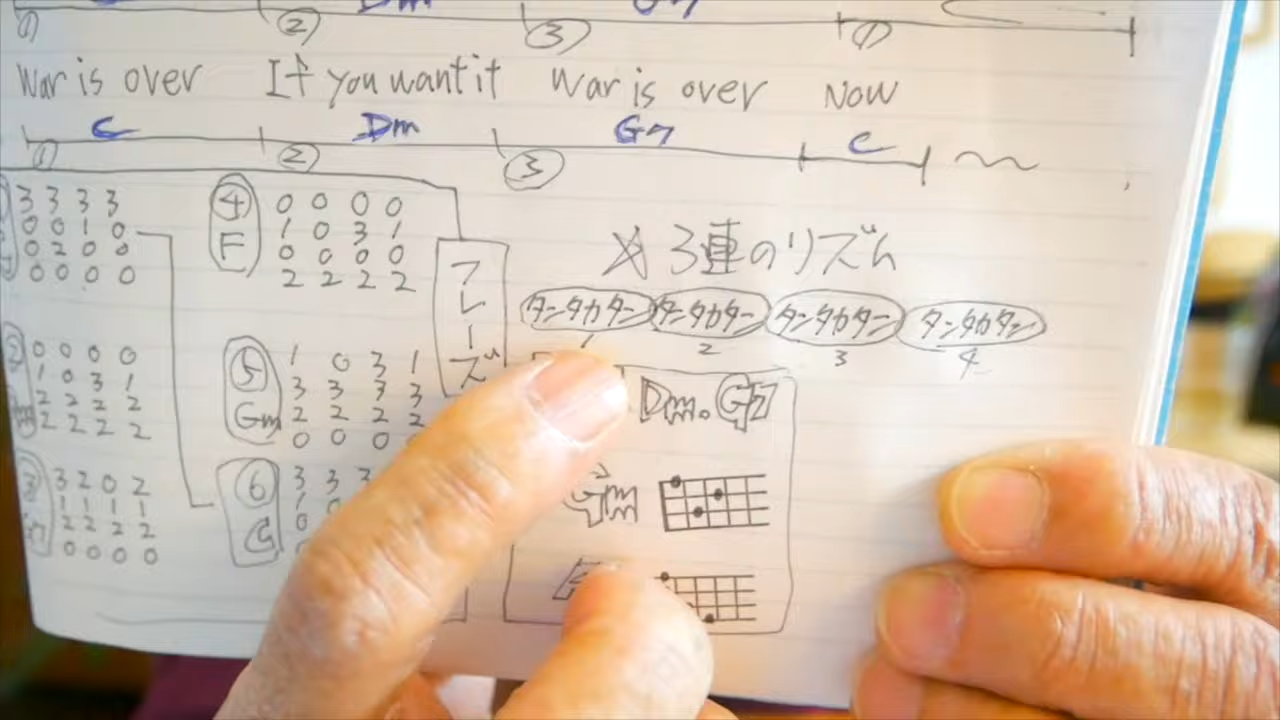 Dm G7
① ② ③ ①
War is over If you want it War is over Now
C Dm G7 C
① ② ③
3 3 3 3
0 0 1 0
0 2 0 0
0 0 0 0
④ F
0 0 0 0
1 0 3 1
0 0 0 0
2 2 2 2
フレーズ
0 0 0 0
1 0 3 1
2 2 2 2
2 2 2 2
⑤ Gm
1 0 3 1
3 3 3 3
2 2 2 2
0 0 0
3 2 0 2
1 1 1 1
2 2 2 2
0 0 0 0
⑥ C
3 3 3
☆ 3連のリズム
タンタカタン タンタカタン タンタカタン タンタカタン
1 2 3 4
Dm. G7
Gm